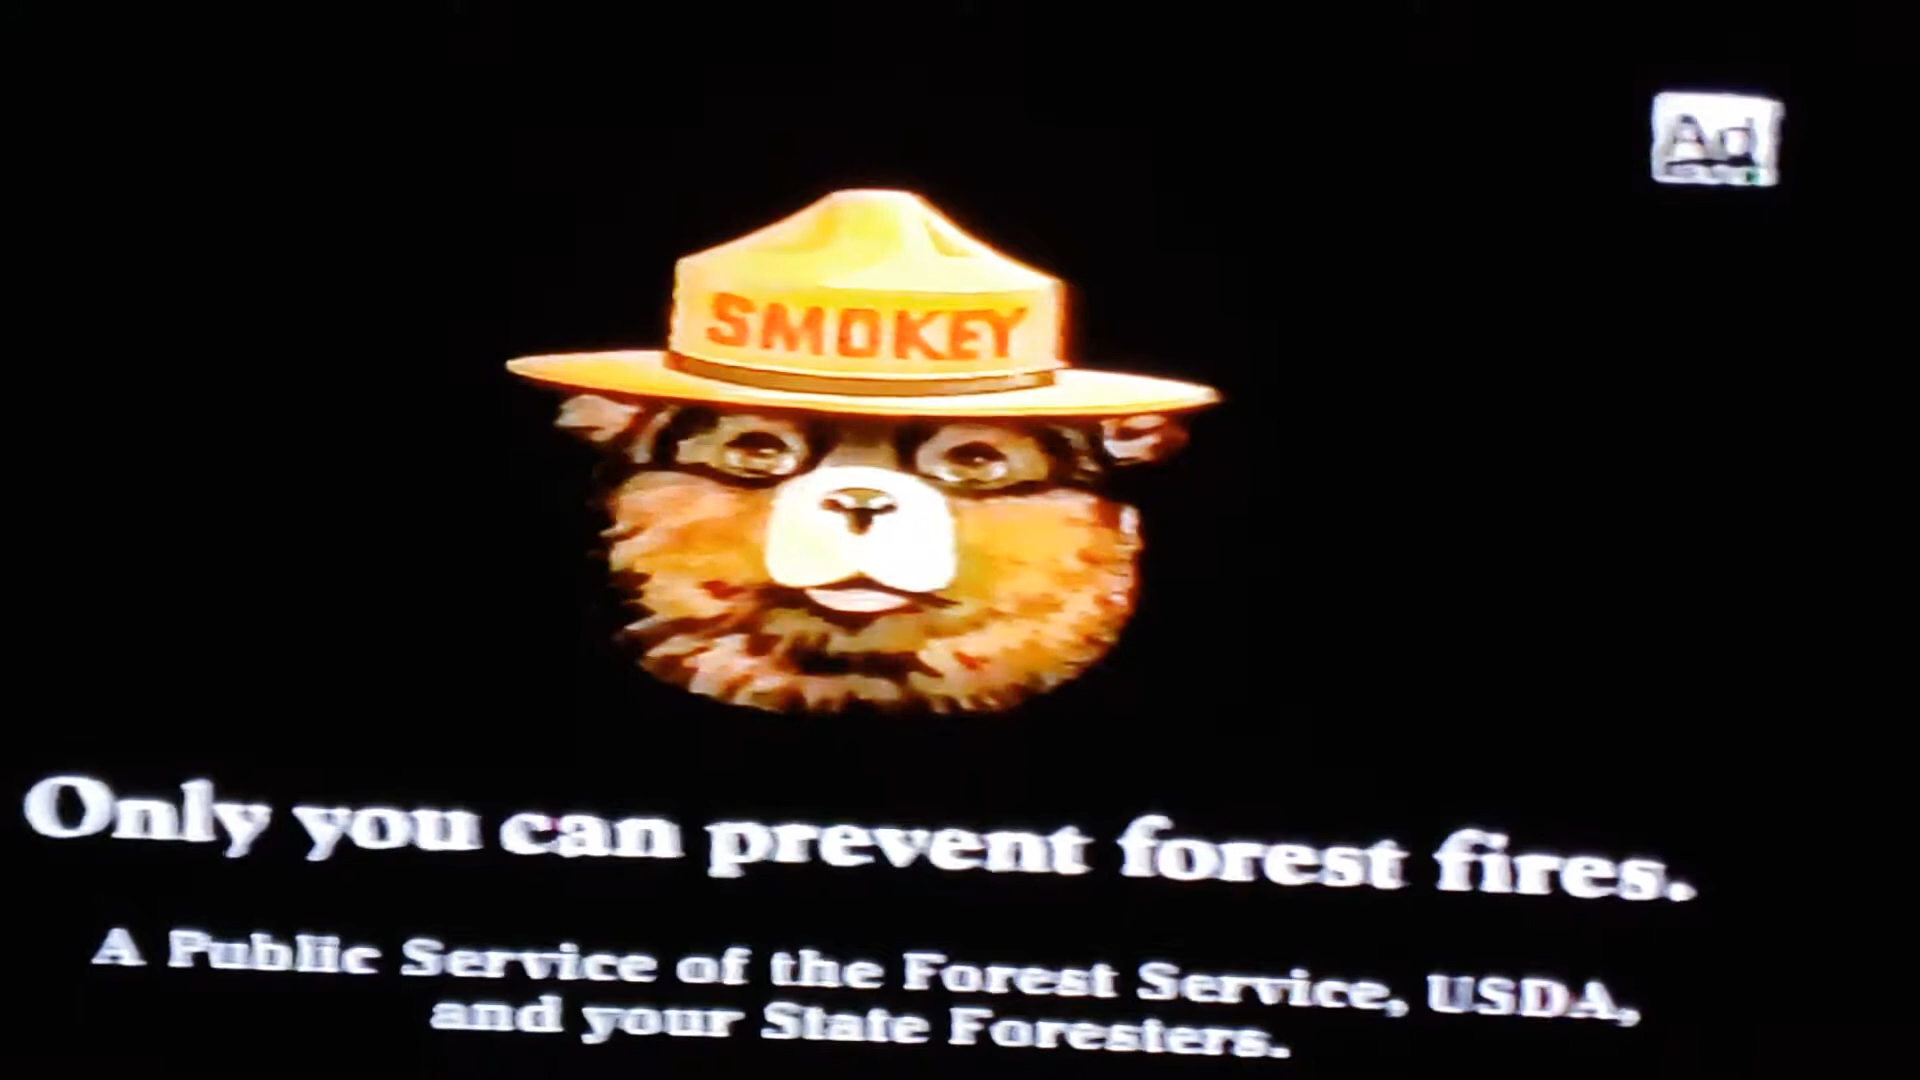 Ad
SMOKEY
Only you can prevent forest fires.
A Public Service of the Forest Service, USDA,
and your State Foresters.